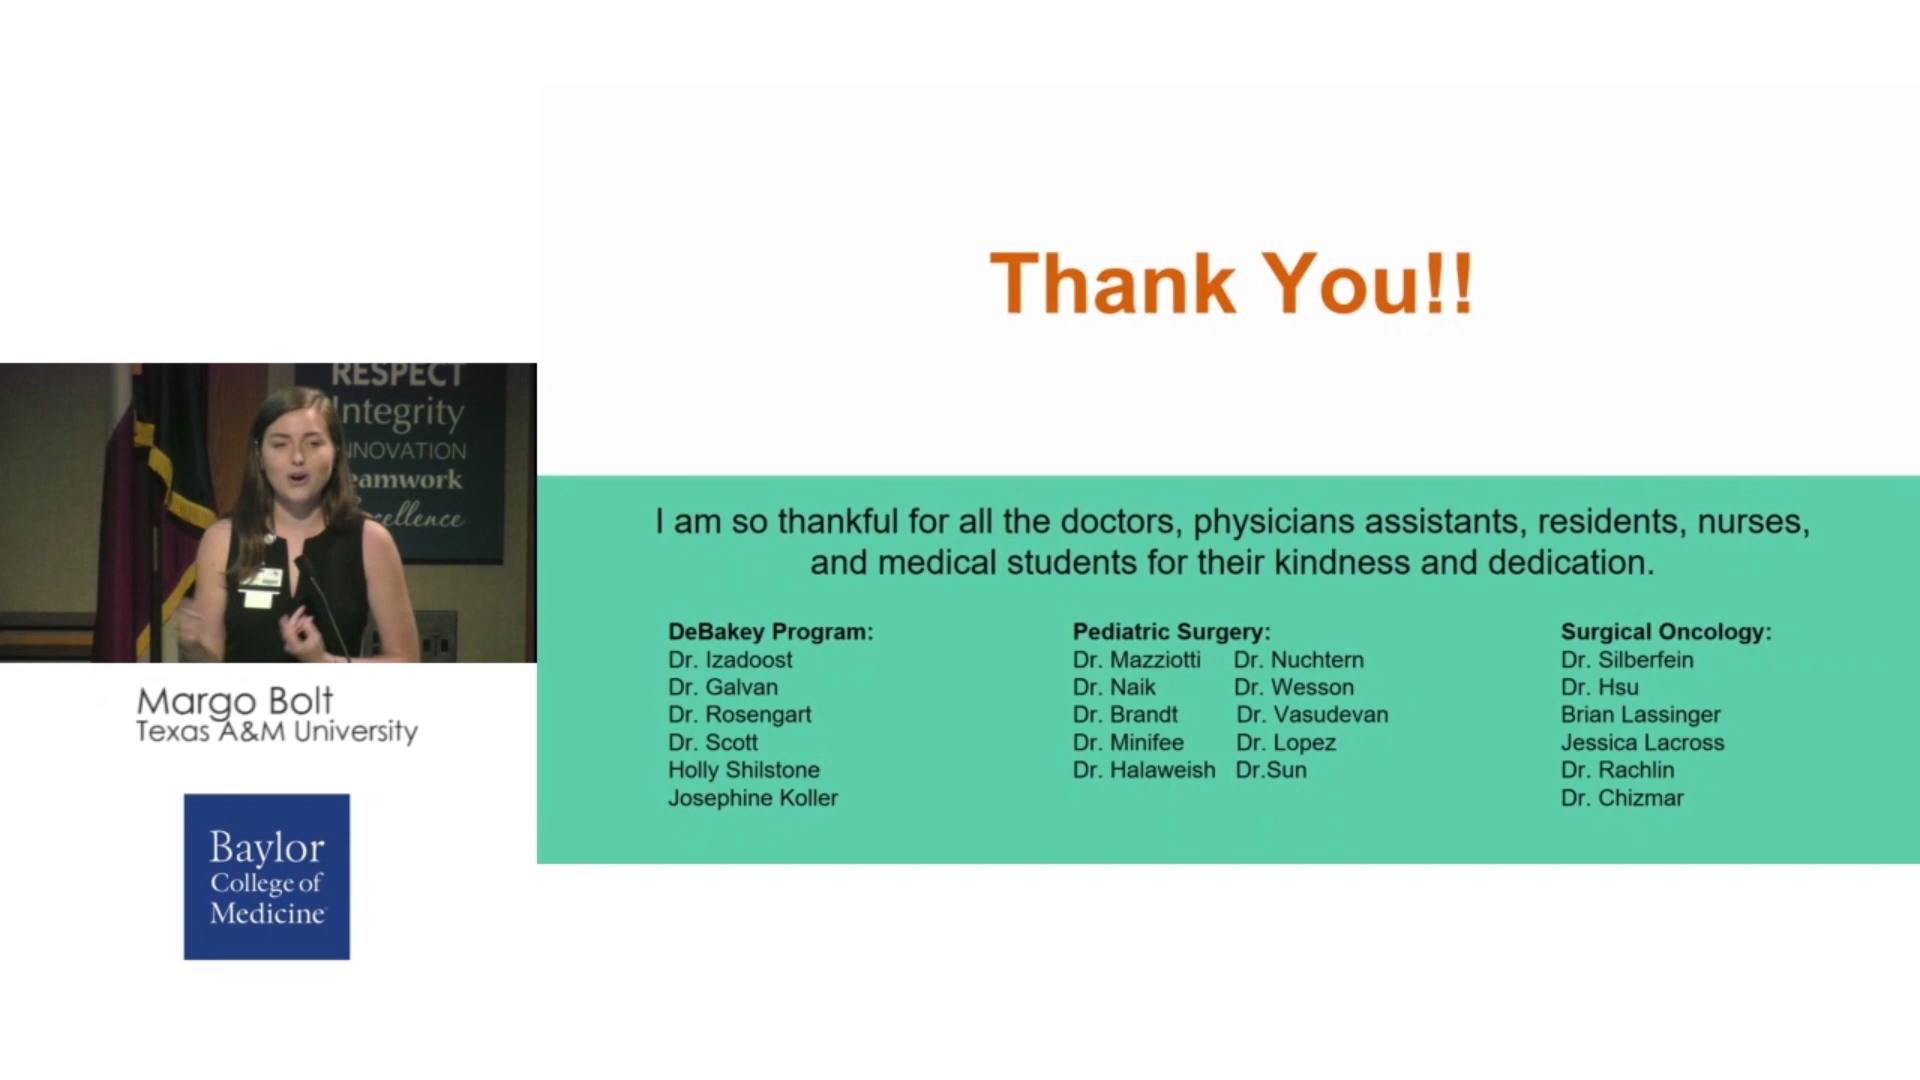 Thank You!!
RESPECT
Integrity
NNOVATION
eamwork
cellence
I am so thankful for all the doctors, physicians assistants, residents, nurses,
and medical students for their kindness and dedication.
DeBakey Program:
Dr. Izadoost
Dr. Galvan
Dr. Rosengart
Dr. Scott
Holly Shilstone
Josephine Koller
Pediatric Surgery:
Dr. Mazziotti Dr. Nuchtern
Dr. Naik Dr. Wesson
Dr. Brandt Dr. Vasudevan
Dr. Minifee Dr. Lopez
Dr. Halaweish Dr.Sun
Surgical Oncology:
Dr. Silberfein
Dr. Hsu
Brian Lassinger
Jessica Lacross
Dr. Rachlin
Dr. Chizmar
Margo Bolt
Texas A&M University
Baylor
College of
Medicine